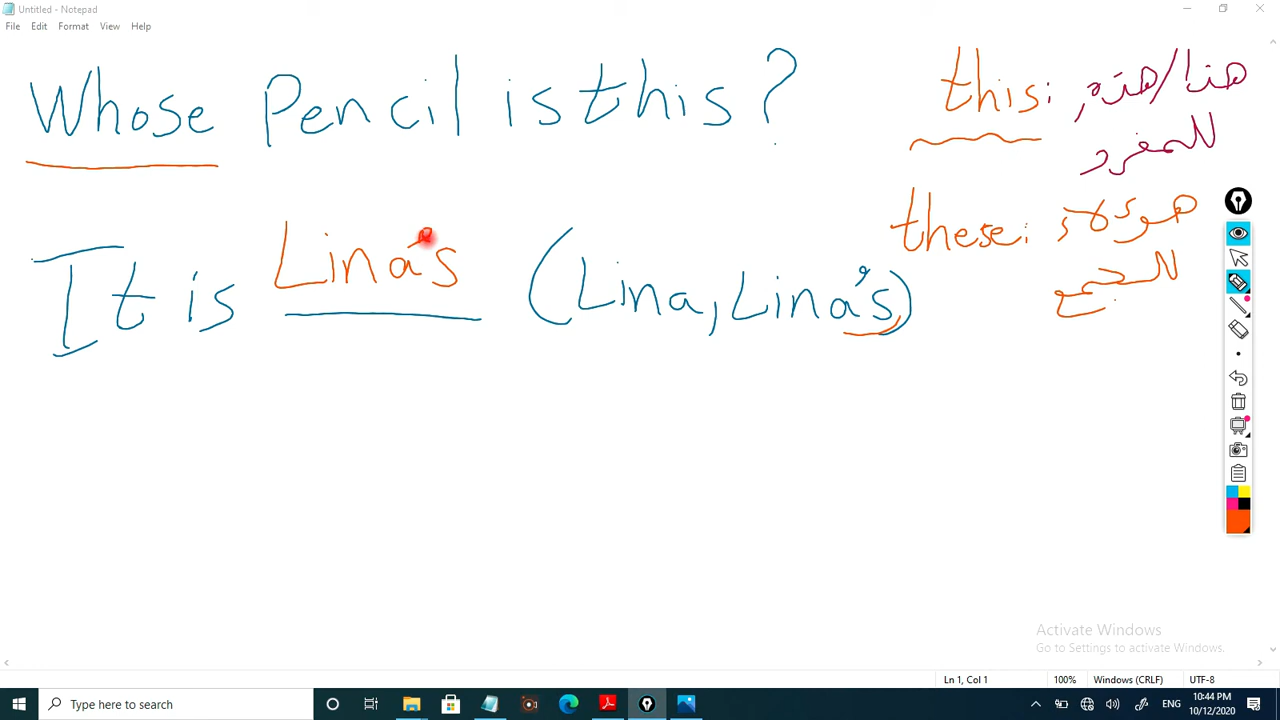 Untitled - Notepad
File Edit Format View Help
Whose Pencil is this?
this: هذا/هذه
للمفرد
these: هؤلاء
للجمع
It is Lina's (Lina, Lina's)
Activate Windows
Go to Settings to activate Windows.
Ln 1, Col 1 100% Windows (CRLF) UTF-8
Type here to search
ENG
10:44 PM
10/12/2020